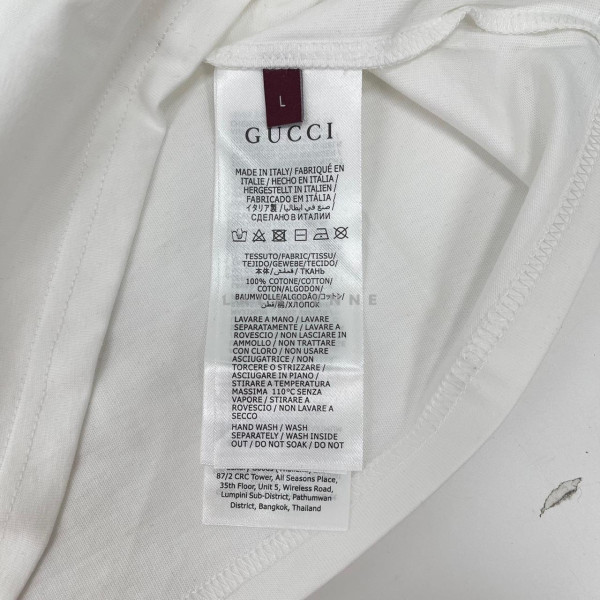 L
GUCCI
MADE IN ITALY/ FABRIQUÉ EN
ITALIE / HECHO EN ITALIA/
HERGESTELLT IN ITALIEN /
FABRICADO EM ITÁLIA/
イタリア製 / صنع في ايطاليا/
СДЕЛАНО В ИТАЛИИ
TESSUTO/FABRIC/TISSU/
TEJIDO/GEWEBE/TECIDO/
本体/ قماش/ ТКАНЬ
100% COTONE/COTTON/
COTON/ALGODON/
BAUMWOLLE/ALGODÃO/コットン/
棉/قطن/ХЛОПОК
LAVARE A MANO / LAVARE
SEPARATAMENTE / LAVARE A
ROVESCIO / NON LASCIARE IN
AMMOLLO / NON TRATTARE
CON CLORO / NON USARE
ASCIUGATRICE / NON
TORCERE O STRIZZARE /
ASCIUGARE IN PIANO /
STIRARE A TEMPERATURA
MASSIMA 110°C SENZA
VAPORE / STIRARE A
ROVESCIO / NON LAVARE A
SECCO
HAND WASH / WASH
SEPARATELY / WASH INSIDE
OUT / DO NOT SOAK / DO NOT
87/2 CRC Tower, All Seasons Place,
35th Floor, Unit 5, Wireless Road,
Lumpini Sub-District, Pathumwan
District, Bangkok, Thailand